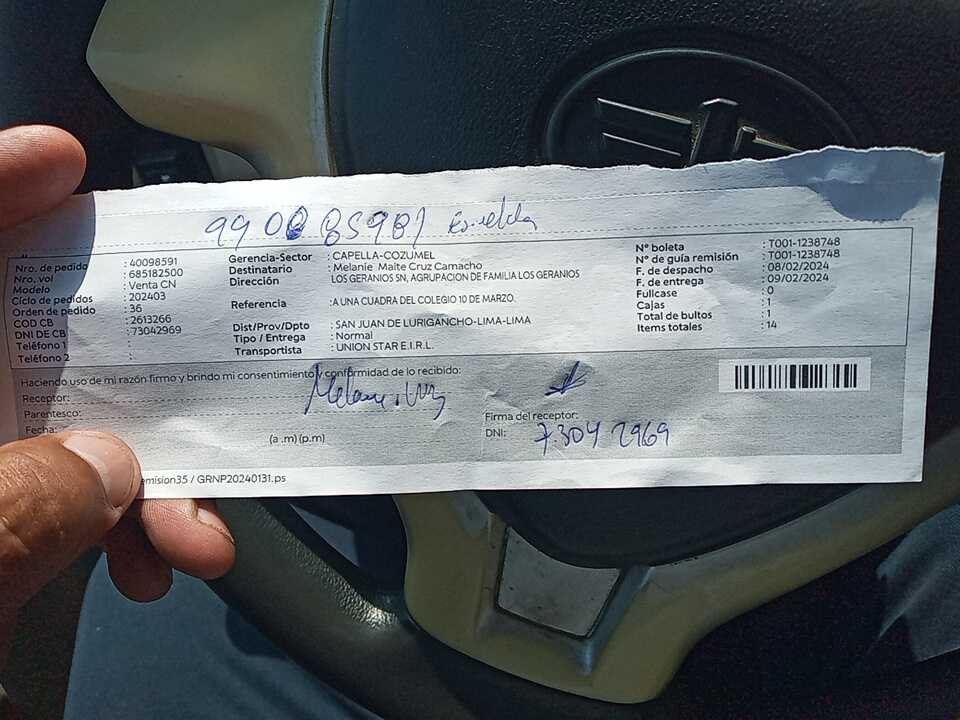 Nro. de pedido : 40098591
Nro. vol : 685182500
Modelo : Venta CN
Ciclo de pedidos : 202403
Orden de pedido : 36
COD CB : 2613266
DNI DE CB : 73042969
Teléfono 1 :
Teléfono 2 :
Gerencia-Sector : CAPELLA-COZUMEL
Destinatario : Melanie Maite Cruz Camacho
Dirección LOS GERANIOS SN, AGRUPACION DE FAMILIA LOS GERANIOS
Referencia : A UNA CUADRA DEL COLEGIO 10 DE MARZO.
Dist/Prov/Dpto : SAN JUAN DE LURIGANCHO-LIMA-LIMA
Tipo / Entrega : Normal
Transportista : UNION STAR E.I.R.L.
N° boleta : T001-1238748
N° de guía remisión : T001-1238748
F. de despacho : 08/02/2024
F. de entrega : 09/02/2024
Fullcase : 0
Cajas : 1
Total de bultos : 1
Items totales : 14
Haciendo uso de mi razón firmo y brindo mi consentimiento y conformidad de lo recibido:
Receptor:
Parentesco:
Fecha:
(a .m) (p.m)
Firma del receptor:
DNI: 73042969
emision35 / GRNP20240131.ps